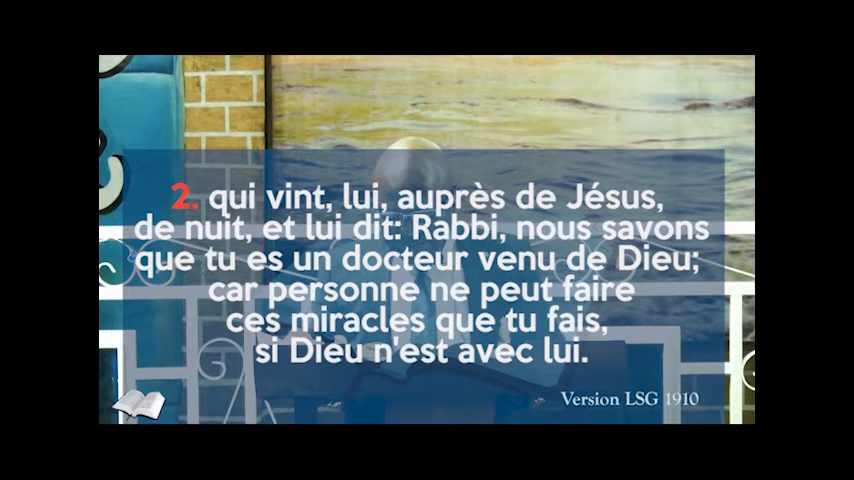 2. qui vint, lui, auprès de Jésus,
de nuit, et lui dit: Rabbi, nous savons
que tu es un docteur venu de Dieu;
car personne ne peut faire
ces miracles que tu fais,
si Dieu n'est avec lui.
Version LSG 1910